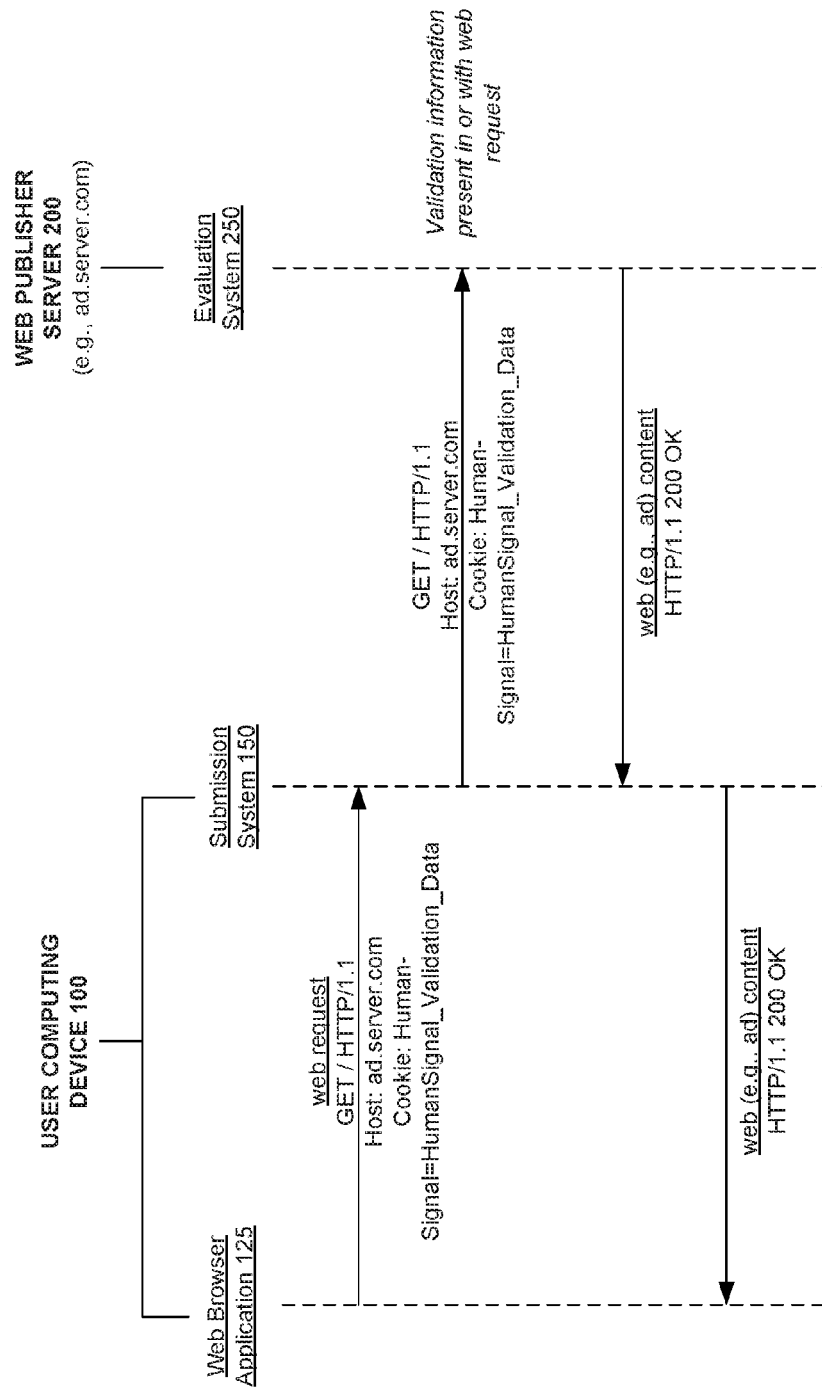 USER COMPUTING
DEVICE 100
WEB PUBLISHER
SERVER 200
(e.g., ad.server.com)
Web Browser
Application 125
Submission
System 150
Evaluation
System 250
web request
GET / HTTP/1.1
Host: ad.server.com
Cookie: Human-
Signal=HumanSignal_Validation_Data
GET / HTTP/1.1
Host: ad.server.com
Cookie: Human-
Signal=HumanSignal_Validation_Data
Validation information
present in or with web
request
web (e.g., ad) content
HTTP/1.1 200 OK
web (e.g., ad) content
HTTP/1.1 200 OK